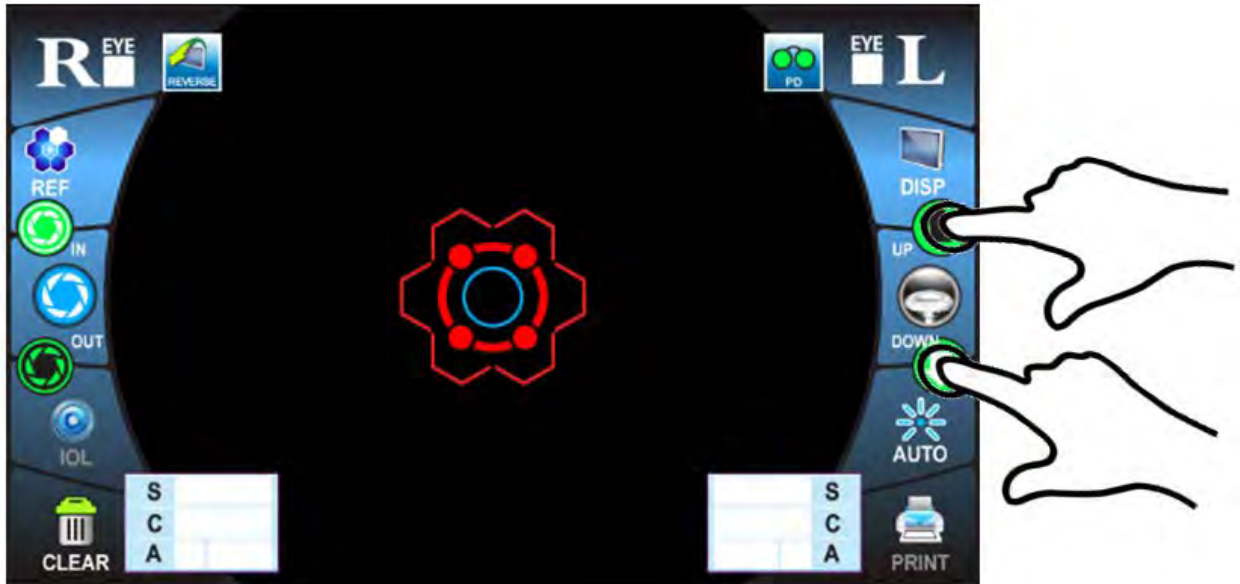 R EYE
REVERSE
PD
EYE L
REF
DISP
IN
UP
OUT
DOWN
IOL
AUTO
S
C
A
S
C
A
CLEAR
PRINT